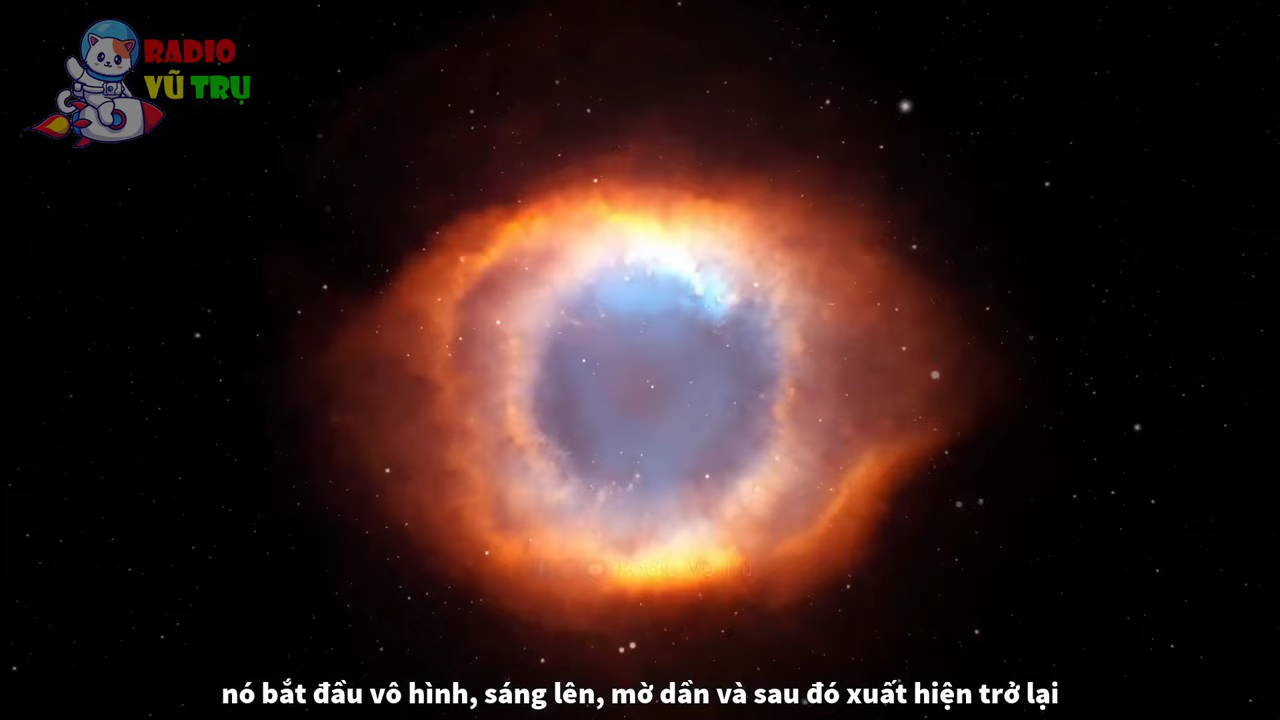 RADIO
VŨ TRỤ
nó bắt đầu vô hình, sáng lên, mờ dần và sau đó xuất hiện trở lại